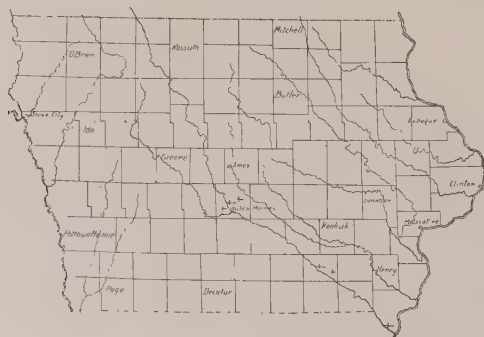 Mitchell
O'Brien
Kossuth
Butler
Dubuque
Sioux City
Ida
Greene
Ames
Clinton
Johnson
Des Moines
Muscatine
Keokuk
Pottawattamie
Henry
Page
Decatur